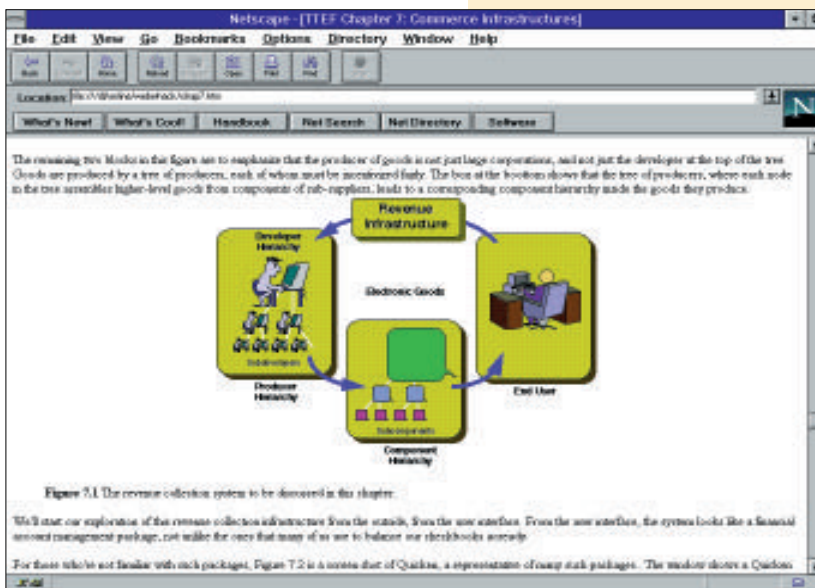 Netscape - [TTEF Chapter 7: Commerce Infrastructures]
File Edit View Go Bookmarks Options Directory Window Help
Back Home Reload Open Print Find
Location:
What's New! What's Cool! Handbook Net Search Net Directory Software
The remaining two blocks in this figure are to emphasize that the producer of goods is not just large corporations, and not just the developer at the top of the tree.
Goods are produced by a tree of producers, each of whom must be incentivized fairly. The box at the bottom shows that the tree of producers, where each node
in the tree assembles higher-level goods from components of sub-suppliers, leads to a corresponding component hierarchy inside the goods they produce.
Revenue
Infrastructure
Developer
Hierarchy
Electronic Goods
Subdevelopers
Producer
Hierarchy
End User
Subcomponents
Component
Hierarchy
Figure 7.1 The revenue collection system to be discussed in this chapter.
We'll start our exploration of the revenue collection infrastructure from the outside, from the user interface. From the user interface, the system looks like a financial
account management package, not unlike the ones that many of us use to balance our checkbooks already.
For those who've not familiar with such packages, Figure 7.2 is a screen shot of Quicken, a representative of many such packages. The window shows a Quicken